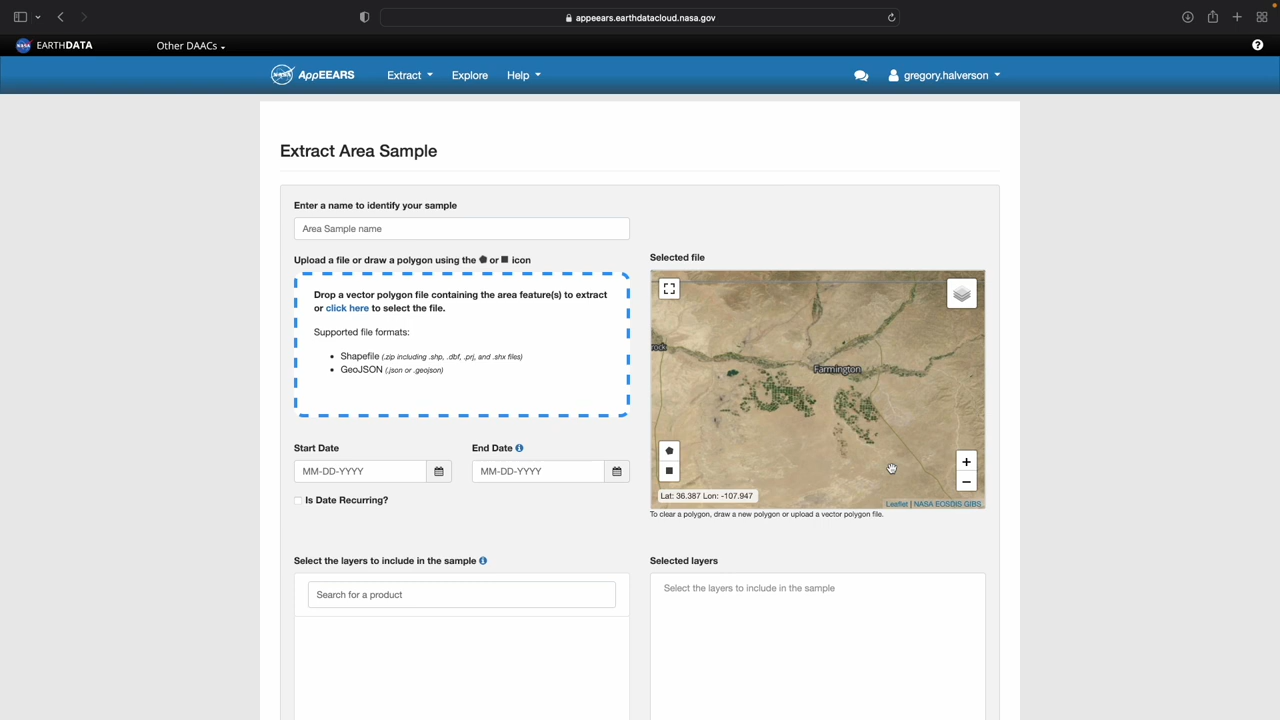 appeears.earthdatacloud.nasa.gov
EARTHDATA Other DAACs
AppEEARS Extract Explore Help gregory.halverson
Extract Area Sample
Enter a name to identify your sample
Area Sample name
Upload a file or draw a polygon using the or icon
Selected file
Drop a vector polygon file containing the area feature(s) to extract
or click here to select the file.
Supported file formats:
• Shapefile (.zip including .shp, .dbf, .prj, and .shx files)
• GeoJSON (.json or .geojson)
Farmington
Lat: 36.387 Lon: -107.947
Leaflet | NASA EOSDIS GIBS
To clear a polygon, draw a new polygon or upload a vector polygon file.
Start Date End Date
MM-DD-YYYY MM-DD-YYYY
Is Date Recurring?
Select the layers to include in the sample
Selected layers
Search for a product
Select the layers to include in the sample